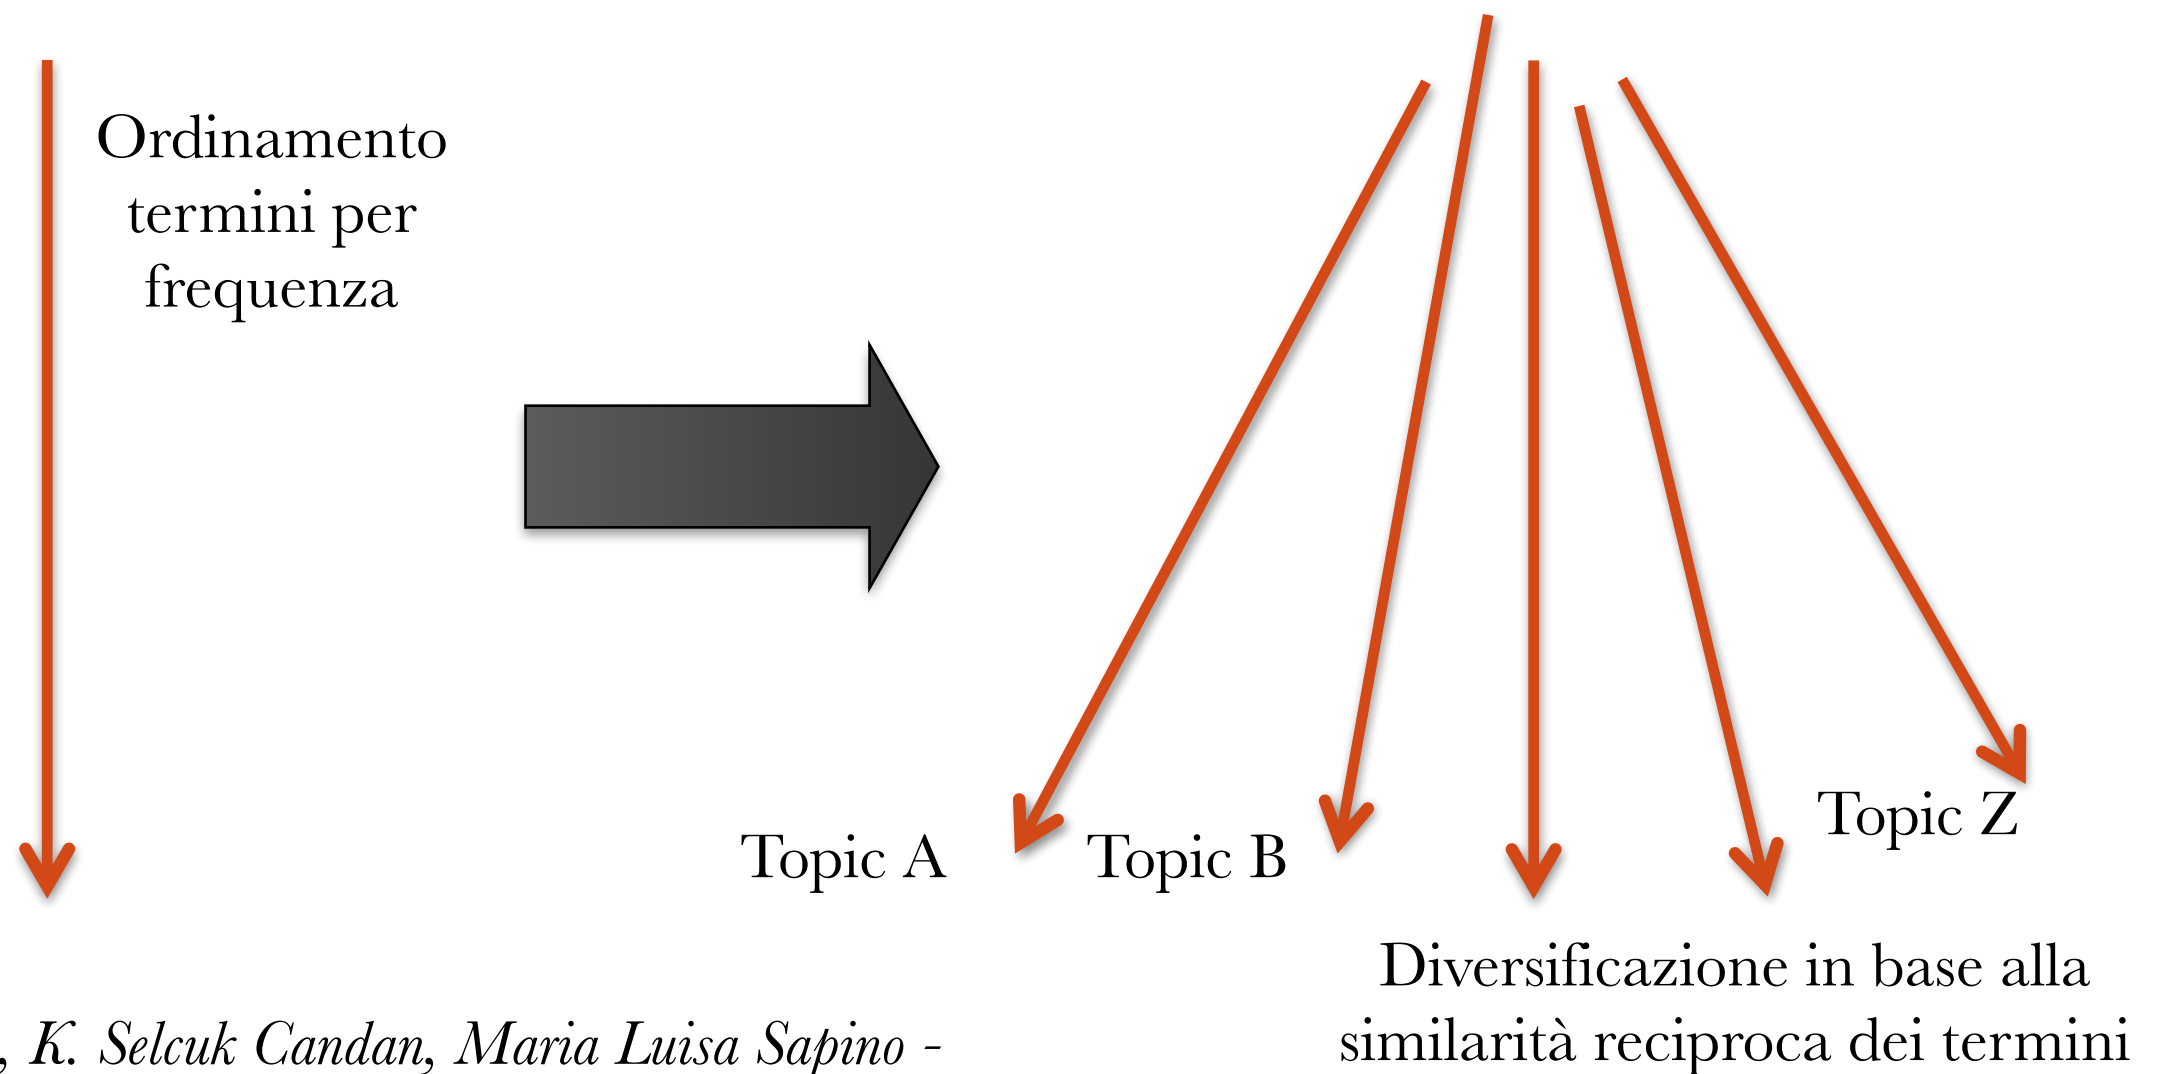 Ordinamento
termini per
frequenza
Topic A
Topic B
Topic Z
Diversificazione in base alla
similarità reciproca dei termini
, K. Selcuk Candan, Maria Luisa Sapino -